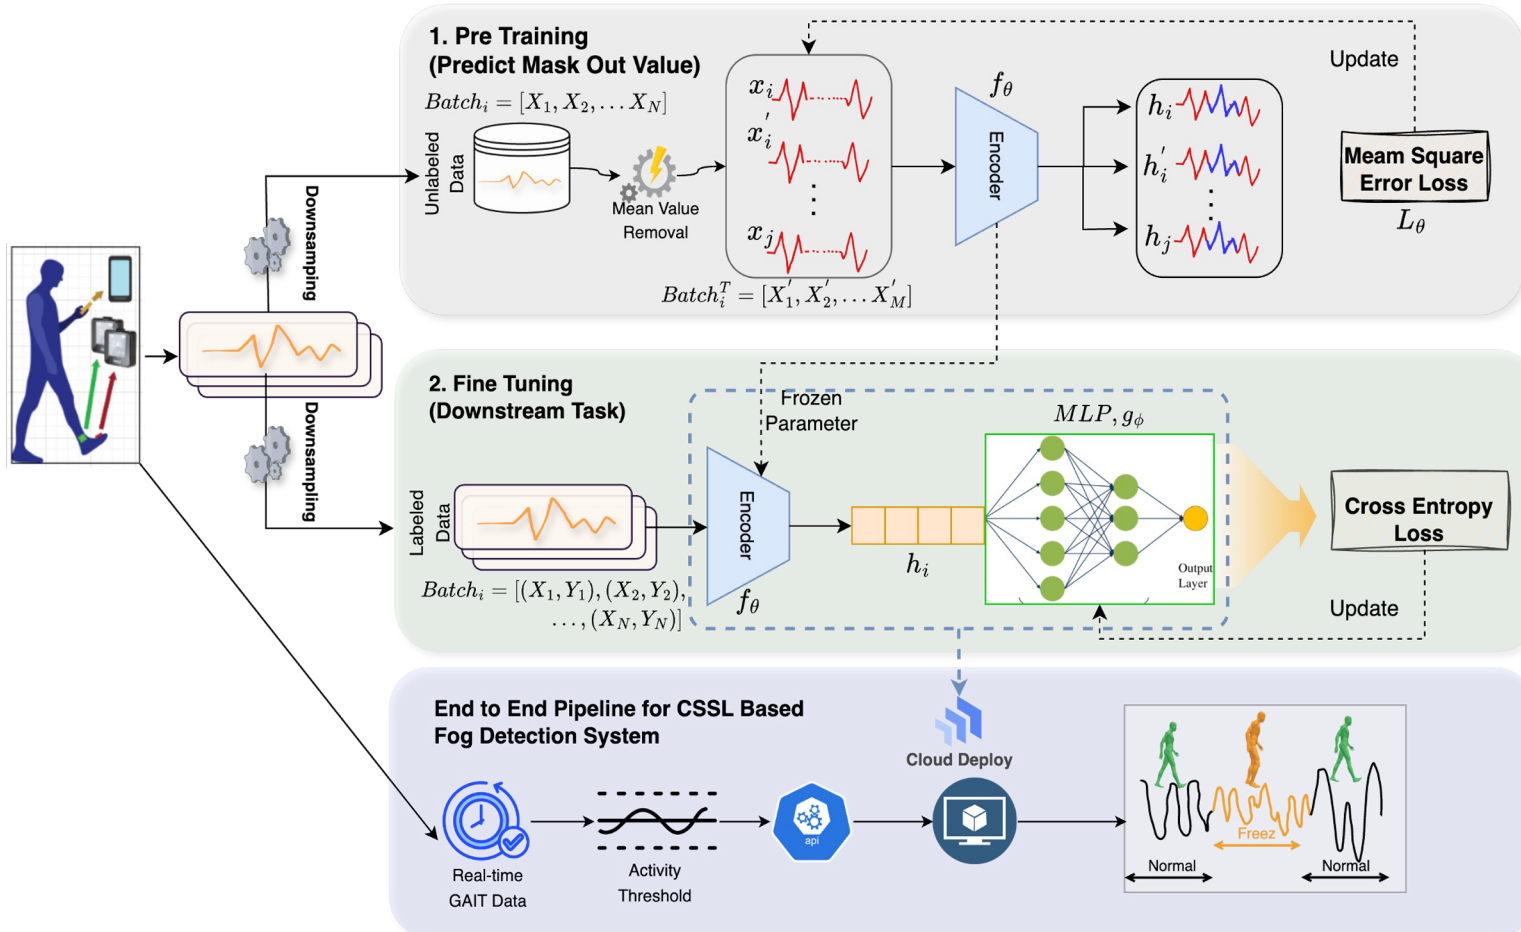 1. Pre Training
(Predict Mask Out Value)
Batch_i = [X_1, X_2, ... X_N]
Unlabeled
Data
Mean Value
Removal
x_i
x_i'
x_j
Batch_i^T = [X_1', X_2', ... X_M']
f_θ
Encoder
h_i
h_i'
h_j
Update
Meam Square
Error Loss
L_θ
Downsamping
Downsampling
2. Fine Tuning
(Downstream Task)
Labeled
Data
Batch_i = [(X_1, Y_1), (X_2, Y_2),
..., (X_N, Y_N)]
Frozen
Parameter
Encoder
f_θ
h_i
MLP, g_ϕ
Output
Layer
Cross Entropy
Loss
Update
End to End Pipeline for CSSL Based
Fog Detection System
Real-time
GAIT Data
Activity
Threshold
api
Cloud Deploy
Freez
Normal
Normal